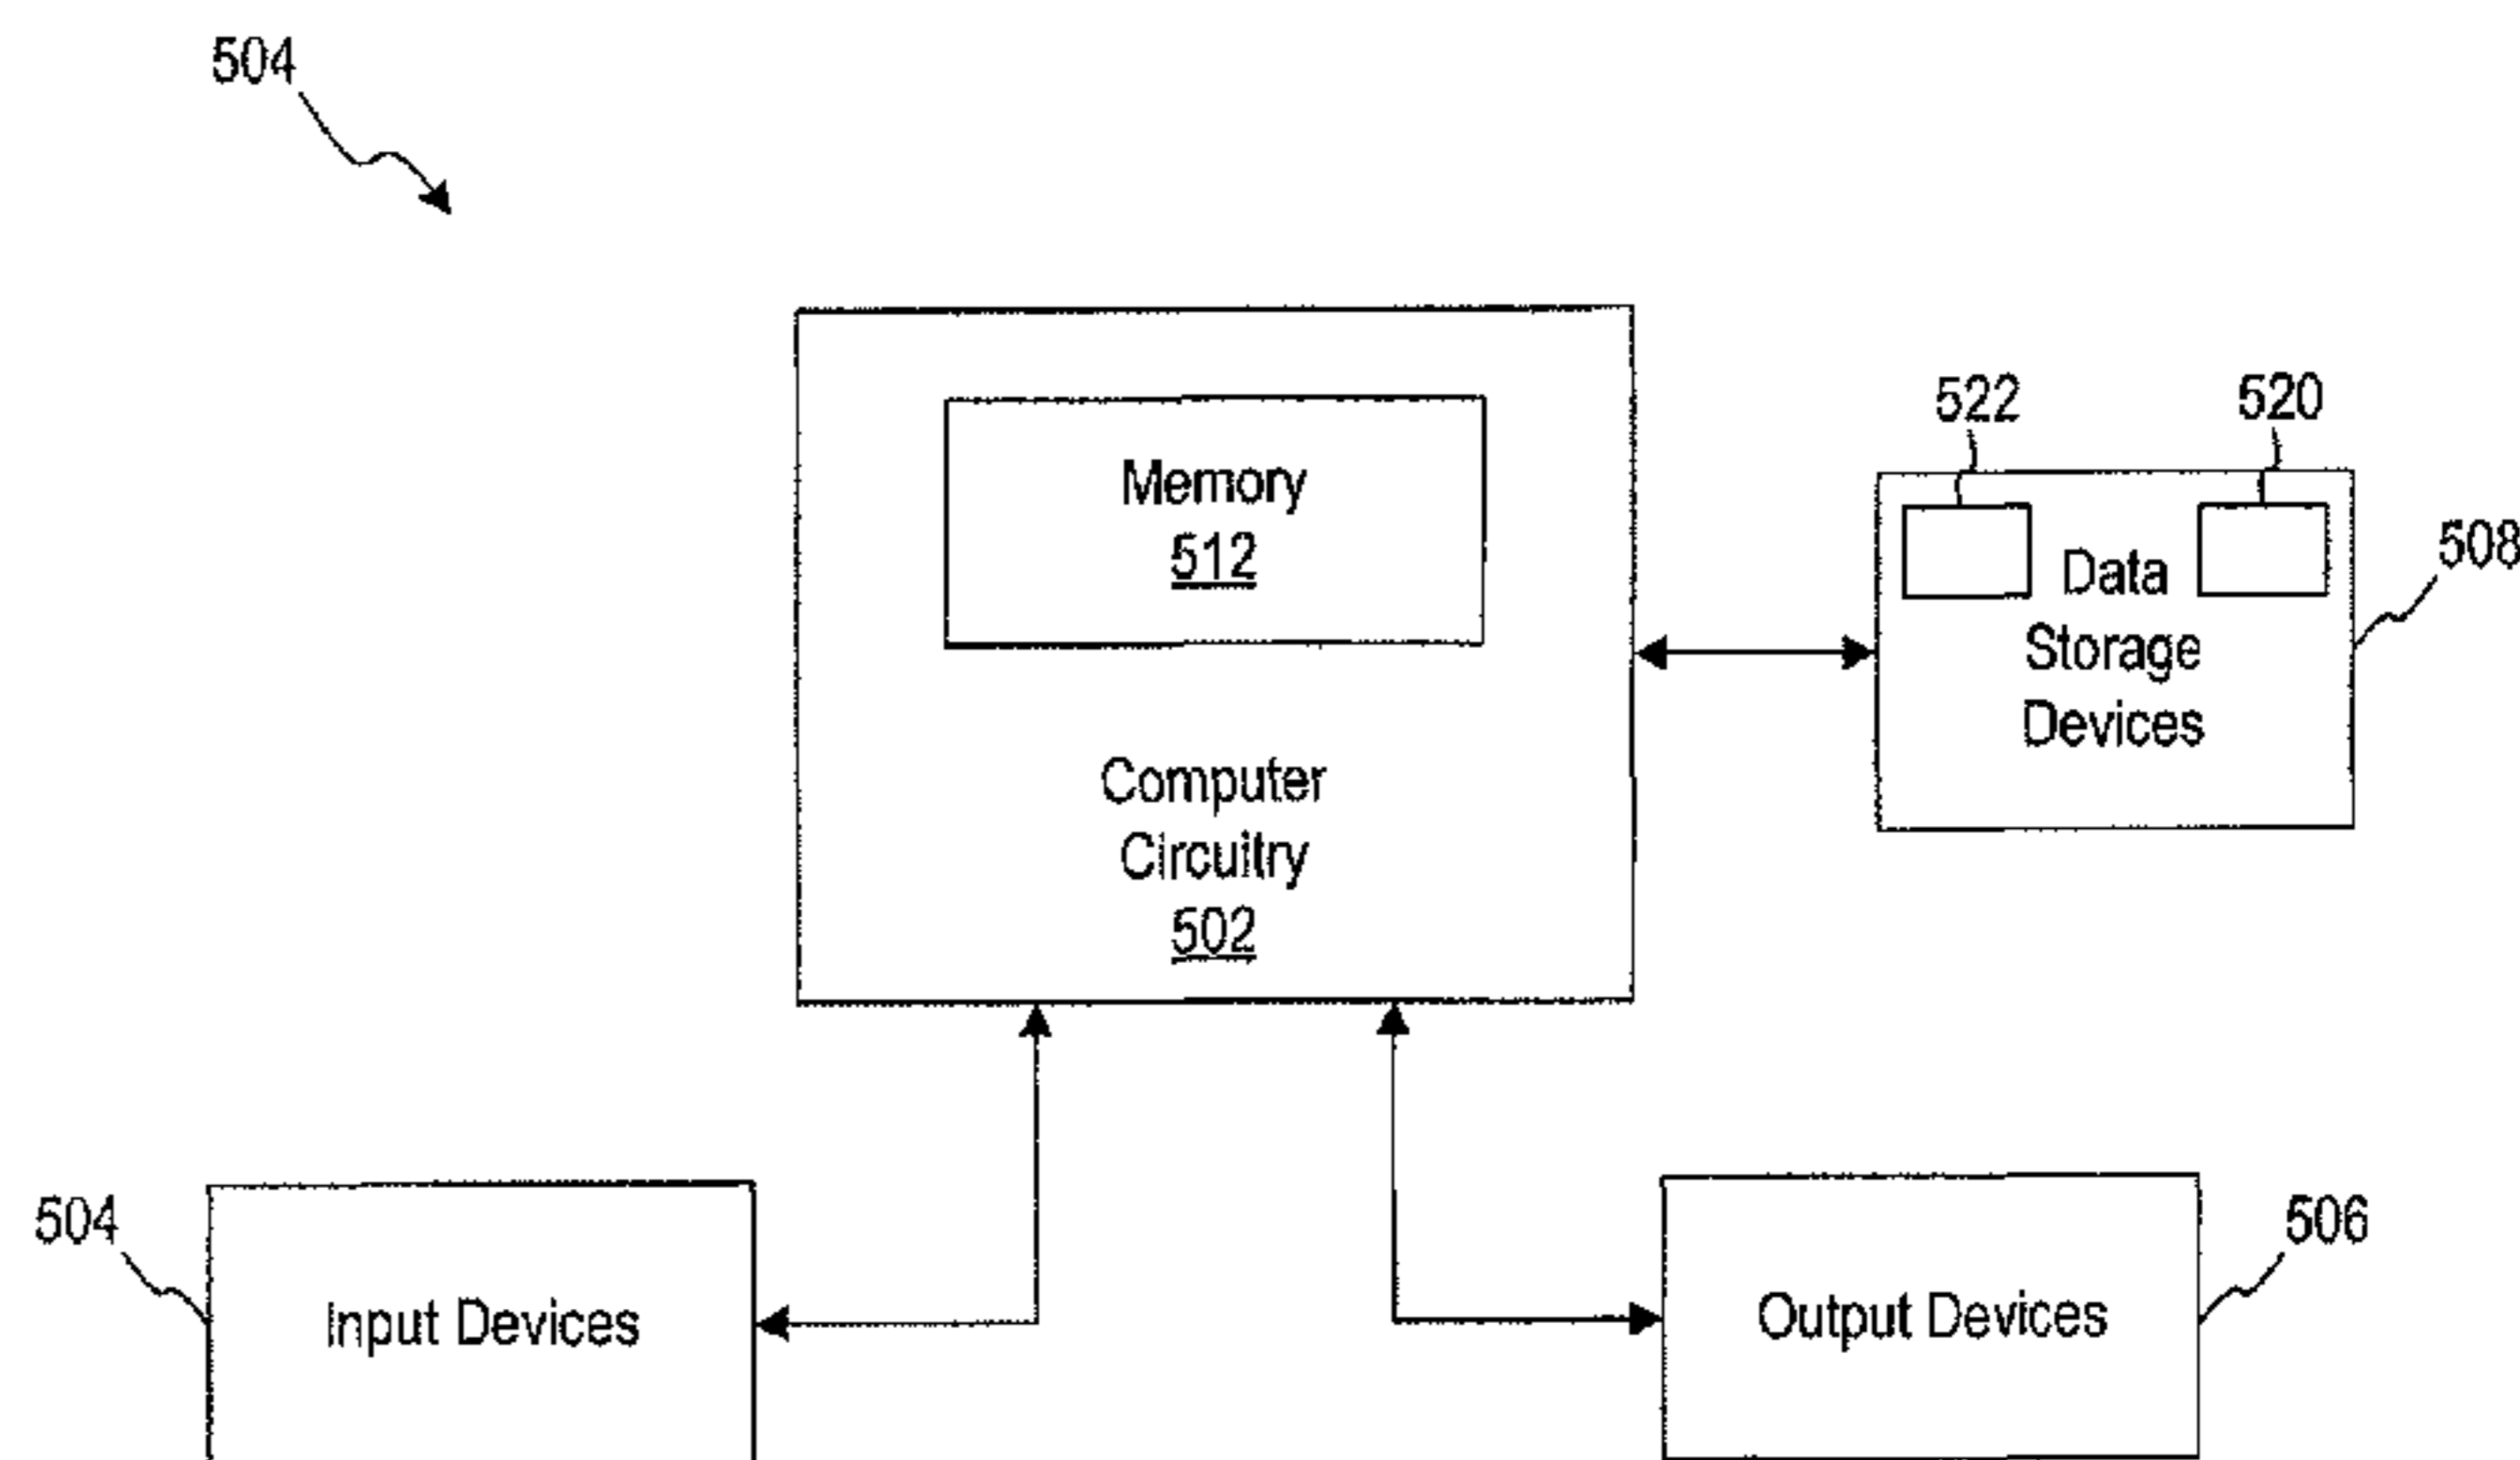 504
522
520
508
Memory
512
Data
Storage
Devices
Computer
Circuitry
502
504
Input Devices
Output Devices
506